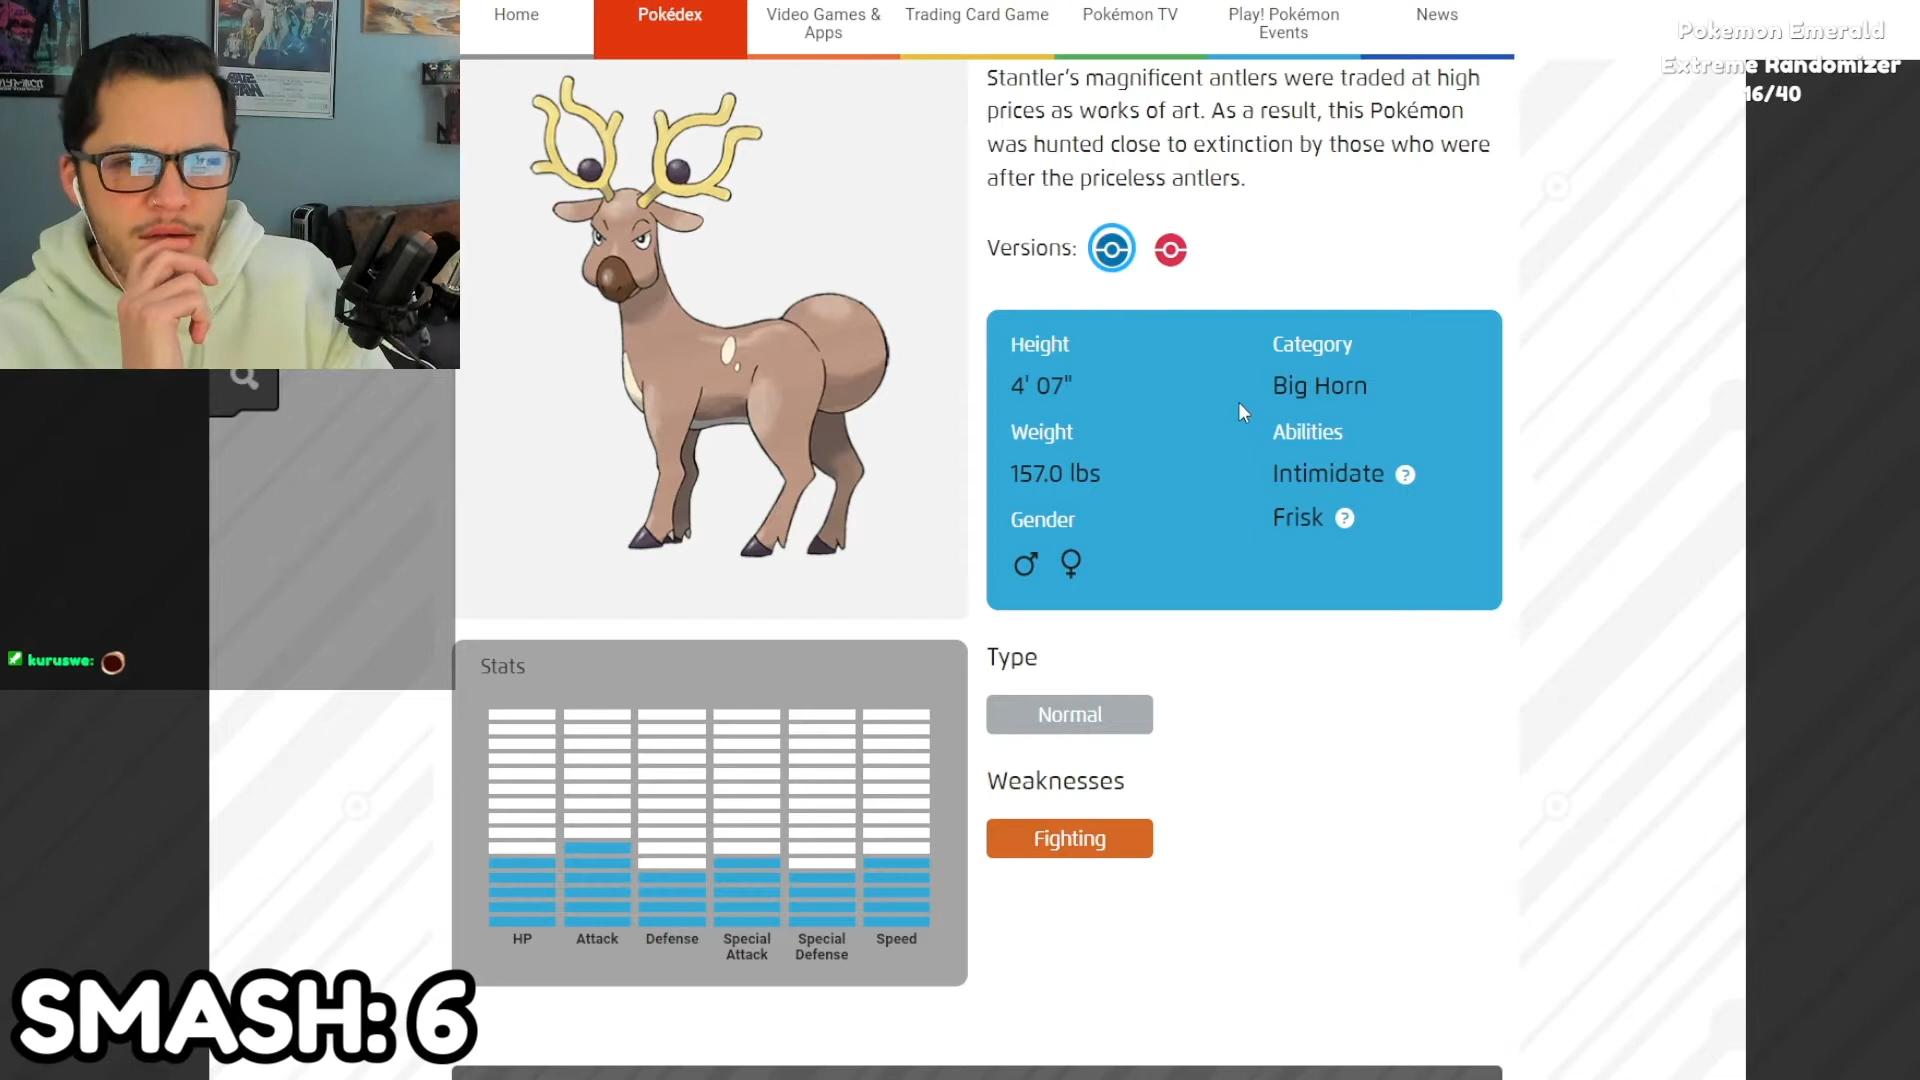 Home
Pokédex
Video Games &
Apps
Trading Card Game
Pokémon TV
Play! Pokémon
Events
News
Pokemon Emerald
Extreme Randomizer
16/40
Stantler's magnificent antlers were traded at high
prices as works of art. As a result, this Pokémon
was hunted close to extinction by those who were
after the priceless antlers.
Versions:
Height
4' 07"
Weight
157.0 lbs
Gender
Category
Big Horn
Abilities
Intimidate ?
Frisk ?
kuruswe:
Stats
HP
Attack
Defense
Special
Attack
Special
Defense
Speed
Type
Normal
Weaknesses
Fighting
SMASH: 6